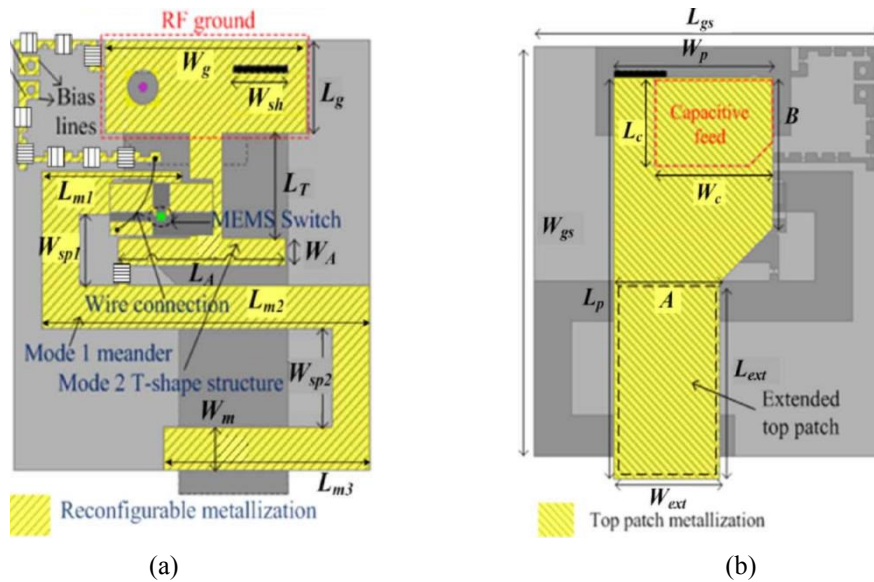 RF ground
W_g
W_sh
L_g
Bias
lines
L_m1
L_T
MEMS Switch
W_sp1
W_A
L_A
Wire connection
L_m2
Mode 1 meander
Mode 2 T-shape structure
W_sp2
W_m
L_m3
Reconfigurable metallization
(a)
L_gs
W_p
Capacitive
feed
B
L_c
W_c
W_gs
L_p
A
L_ext
Extended
top patch
W_ext
Top patch metallization
(b)